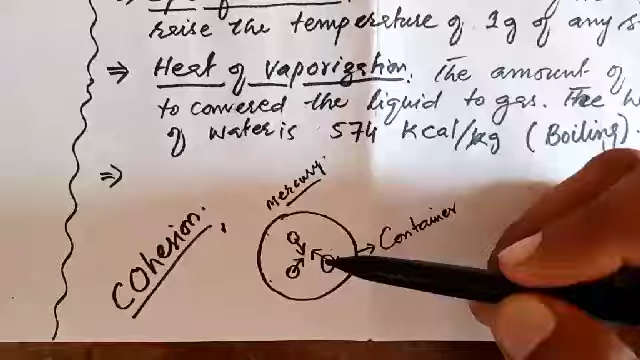 raise the temperature of 1g of any s
⇒ Heat of vaporization. The amount of
to convered the liquid to gas. The
of water is 574 Kcal/kg (Boiling)
⇒
Mercury
Container
Cohesion.